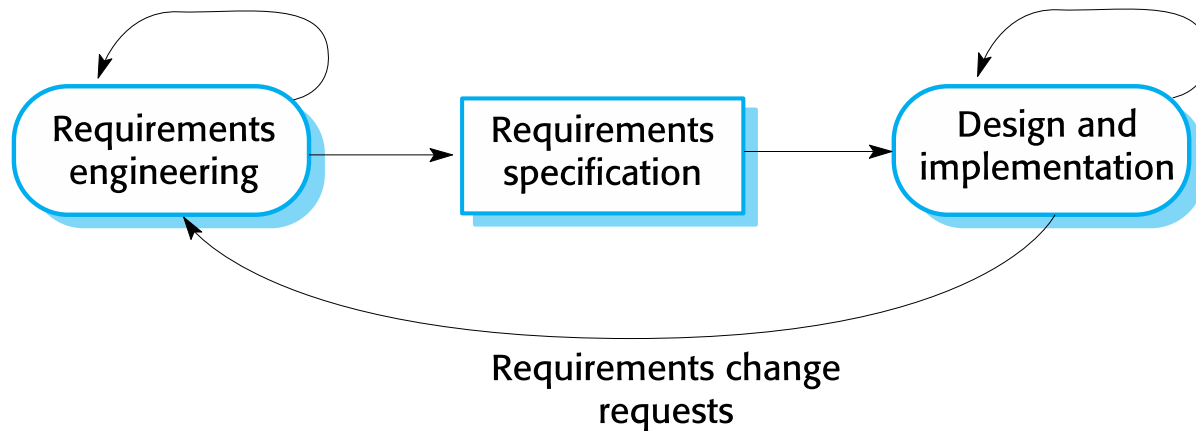 Requirements
engineering
Requirements
specification
Design and
implementation
Requirements change
requests